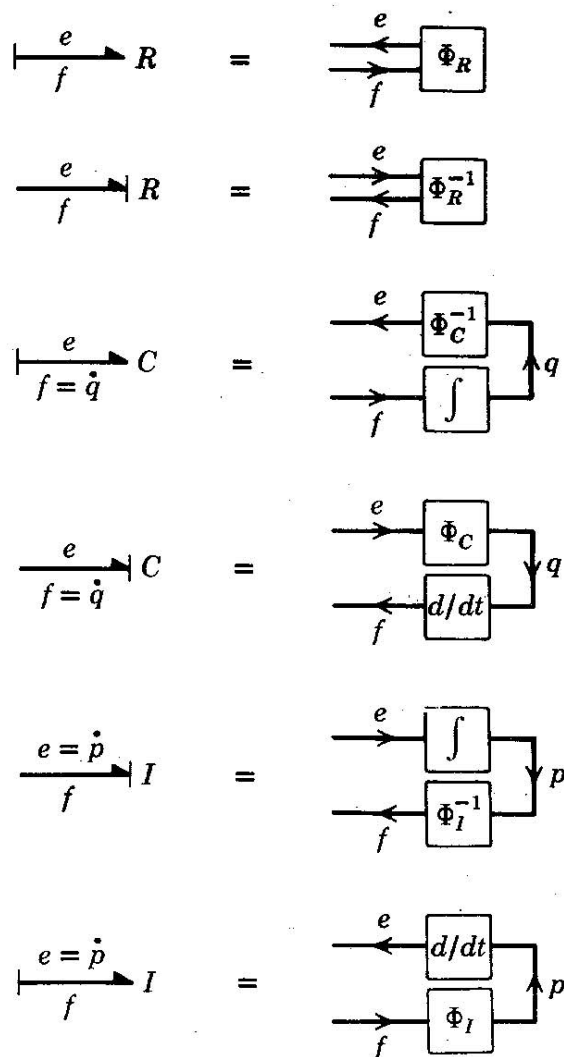 e e
f R = f Φ_R
e e
f R = f Φ_R^{-1}
e e Φ_C^{-1}
f = q̇ C = f ∫ q
e e Φ_C
f = q̇ C = f d/dt q
e = ṗ e ∫
f I = f Φ_I^{-1} p
e = ṗ e d/dt
f I = f Φ_I p